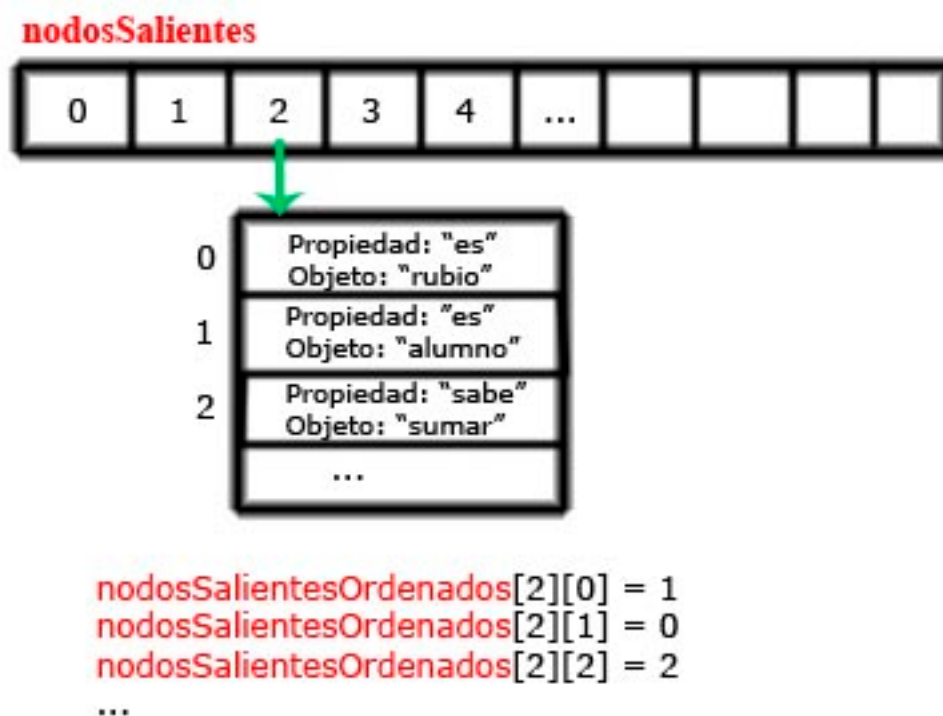 nodosSalientes
0 1 2 3 4 ...
0 Propiedad: “es”
Objeto: “rubio”
1 Propiedad: ”es”
Objeto: “alumno”
2 Propiedad: “sabe”
Objeto: “sumar”
...
nodosSalientesOrdenados[2][0] = 1
nodosSalientesOrdenados[2][1] = 0
nodosSalientesOrdenados[2][2] = 2
...